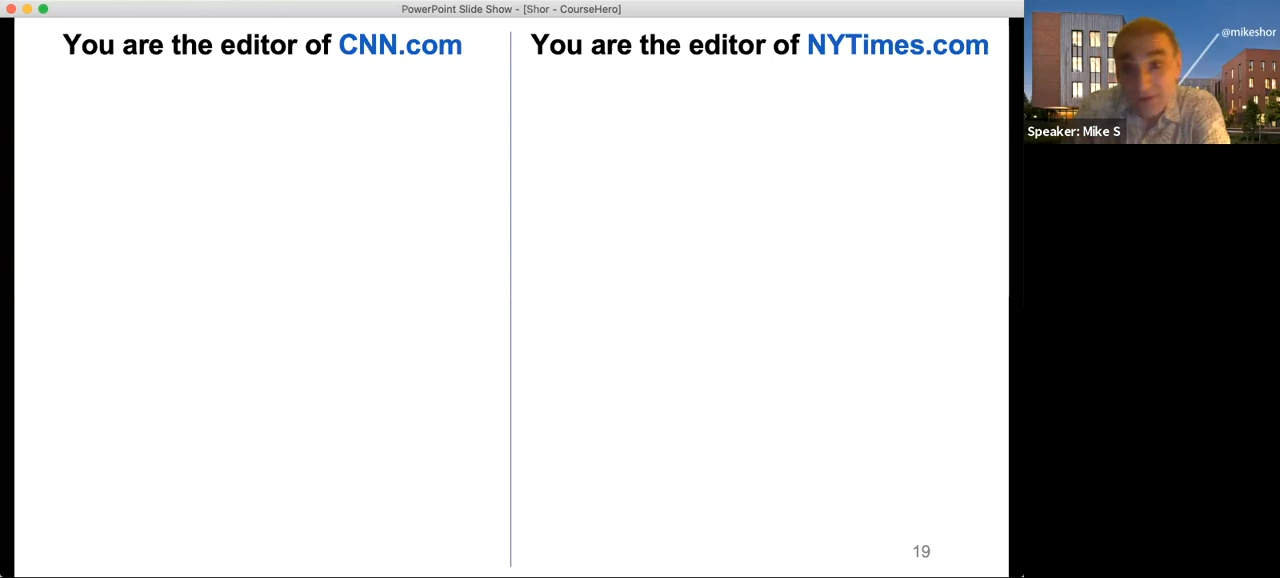 PowerPoint Slide Show - [Shor - CourseHero]
You are the editor of CNN.com
You are the editor of NYTimes.com
19
@mikeshor
Speaker: Mike S